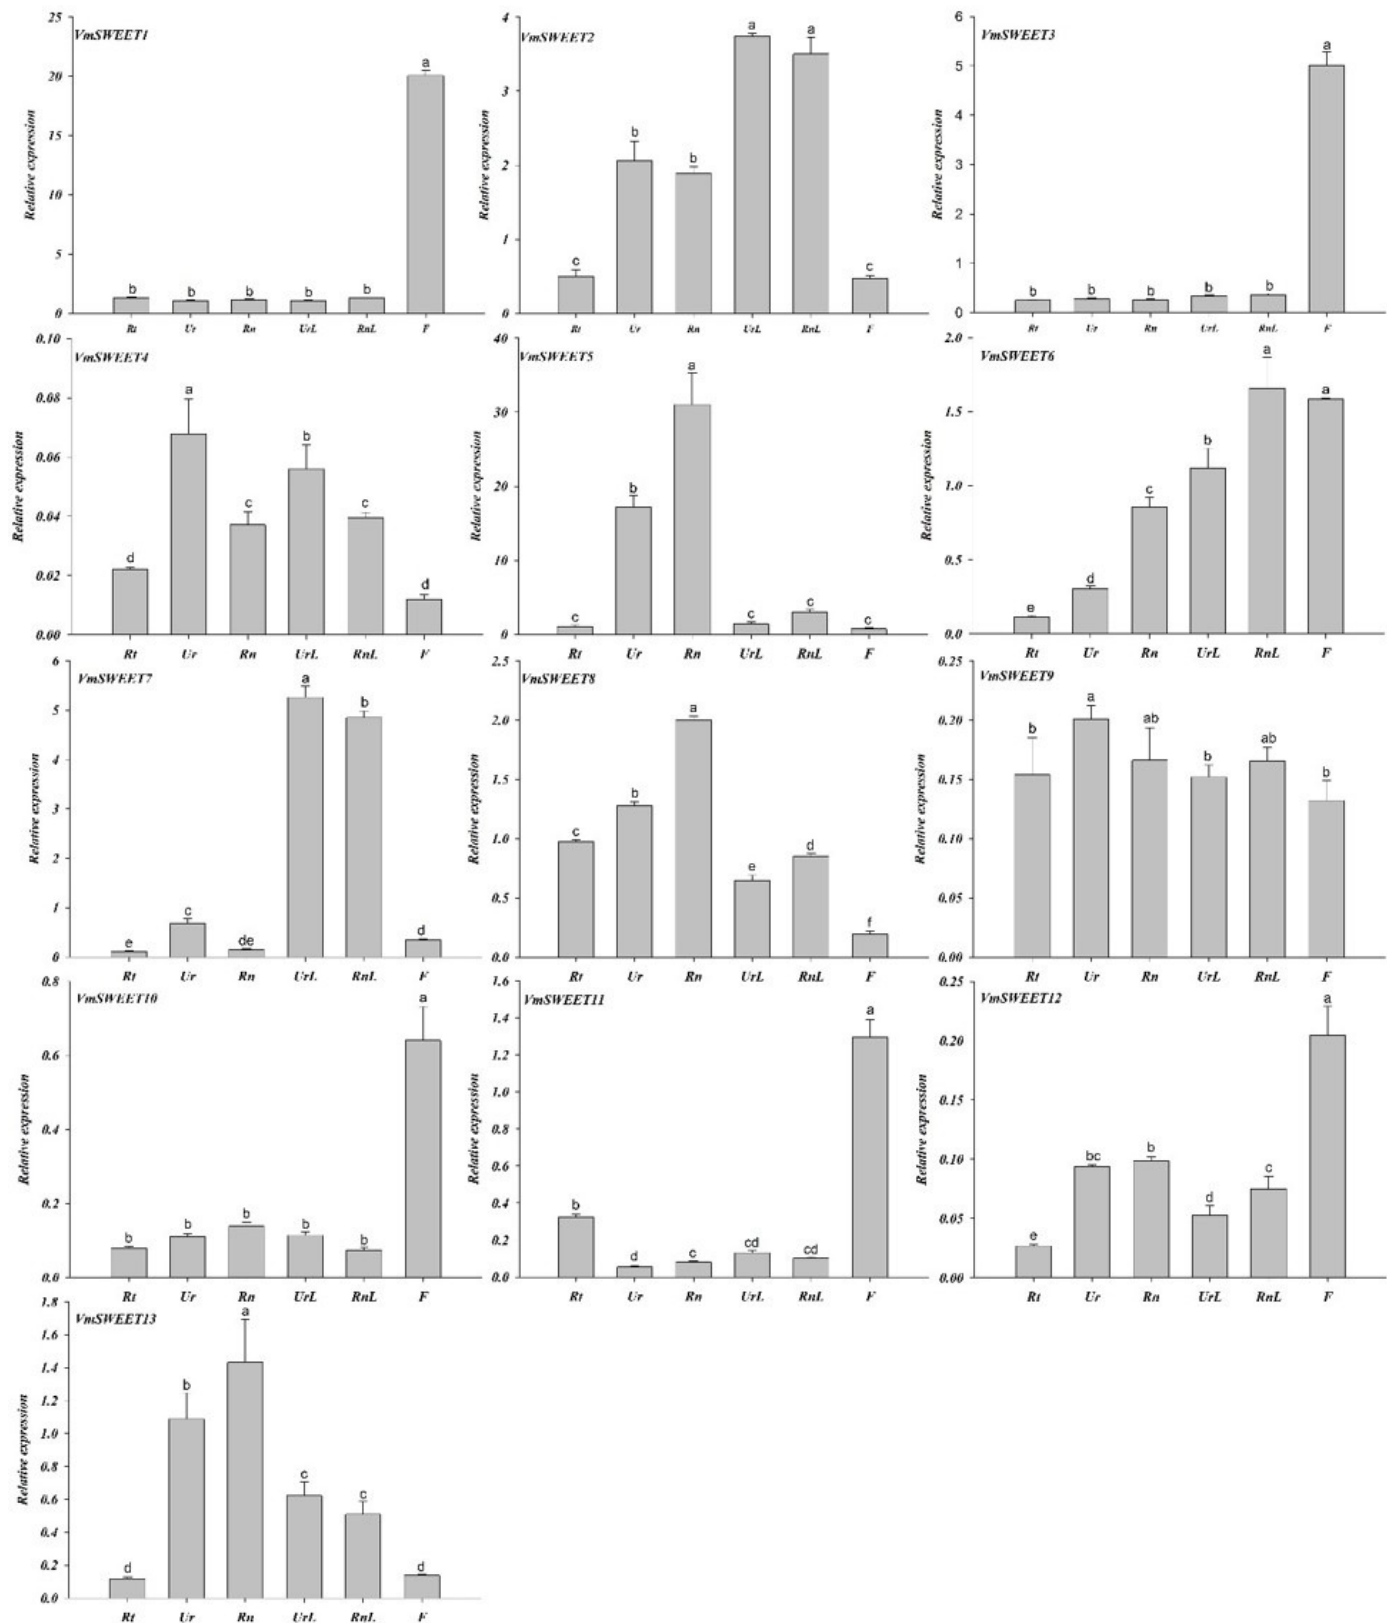 VmSWEET1
Relative expression
25
20
15
10
5
0
b b b b b a
Rt Ur Rn UrL RnL F
VmSWEET2
Relative expression
4
3
2
1
0
c b b a a c
Rt Ur Rn UrL RnL F
VmSWEET3
Relative expression
6
5
4
3
2
1
0
b b b b b a
Rt Ur Rn UrL RnL F
VmSWEET4
Relative expression
0.10
0.08
0.06
0.04
0.02
0.00
d a c b c d
Rt Ur Rn UrL RnL F
VmSWEET5
Relative expression
40
30
20
10
0
c b a c c c
Rt Ur Rn UrL RnL F
VmSWEET6
Relative expression
2.0
1.5
1.0
0.5
0.0
e d c b a a
Rt Ur Rn UrL RnL F
VmSWEET7
Relative expression
6
5
4
3
2
1
0
e c de a b d
Rt Ur Rn UrL RnL F
VmSWEET8
Relative expression
2.5
2.0
1.5
1.0
0.5
0.0
c b a e d f
Rt Ur Rn UrL RnL F
VmSWEET9
Relative expression
0.25
0.20
0.15
0.10
0.05
0.00
b a ab b ab b
Rt Ur Rn UrL RnL F
VmSWEET10
Relative expression
0.8
0.6
0.4
0.2
0.0
b b b b b a
Rt Ur Rn UrL RnL F
VmSWEET11
Relative expression
1.6
1.4
1.2
1.0
0.8
0.6
0.4
0.2
0.0
b d c cd cd a
Rt Ur Rn UrL RnL F
VmSWEET12
Relative expression
0.25
0.20
0.15
0.10
0.05
0.00
e bc b d c a
Rt Ur Rn UrL RnL F
VmSWEET13
Relative expression
1.8
1.6
1.4
1.2
1.0
0.8
0.6
0.4
0.2
0.0
d b a c c d
Rt Ur Rn UrL RnL F